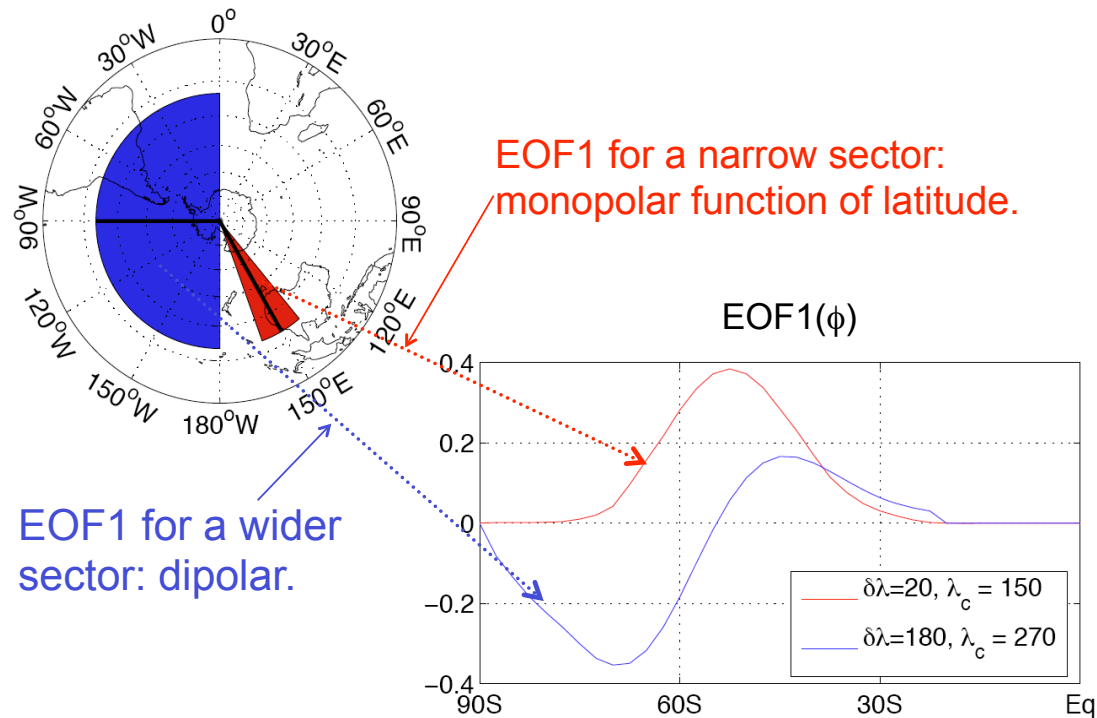 0°
30°W
30°E
60°W
60°E
90°W
90°E
120°W
120°E
150°W
150°E
180°W
EOF1 for a narrow sector:
monopolar function of latitude.
EOF1 for a wider
sector: dipolar.
EOF1(ϕ)
0.4
0.2
0
−0.2
−0.4
90S
60S
30S
Eq
δλ=20, λc = 150
δλ=180, λc = 270